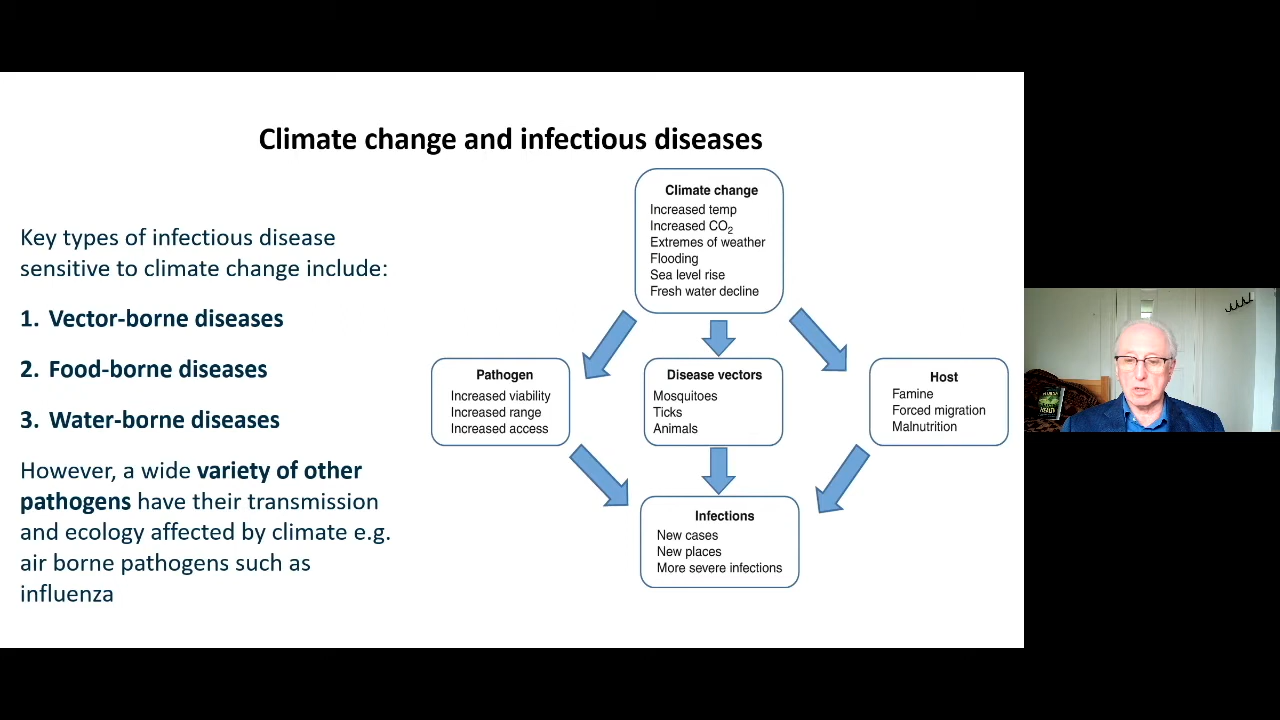 Climate change and infectious diseases
Key types of infectious disease
sensitive to climate change include:
1. Vector-borne diseases
2. Food-borne diseases
3. Water-borne diseases
However, a wide variety of other
pathogens have their transmission
and ecology affected by climate e.g.
air borne pathogens such as
influenza
Climate change
Increased temp
Increased CO2
Extremes of weather
Flooding
Sea level rise
Fresh water decline
Pathogen
Increased viability
Increased range
Increased access
Disease vectors
Mosquitoes
Ticks
Animals
Host
Famine
Forced migration
Malnutrition
Infections
New cases
New places
More severe infections